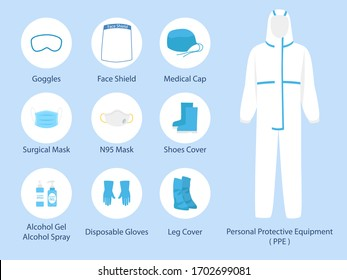 Face Shield
Goggles
Face Shield
Medical Cap
Surgical Mask
N95 Mask
Shoes Cover
Alcohol Gel
Alcohol Spray
Disposable Gloves
Leg Cover
Personal Protective Equipment
( PPE )
shutterstock.com · 1702699081